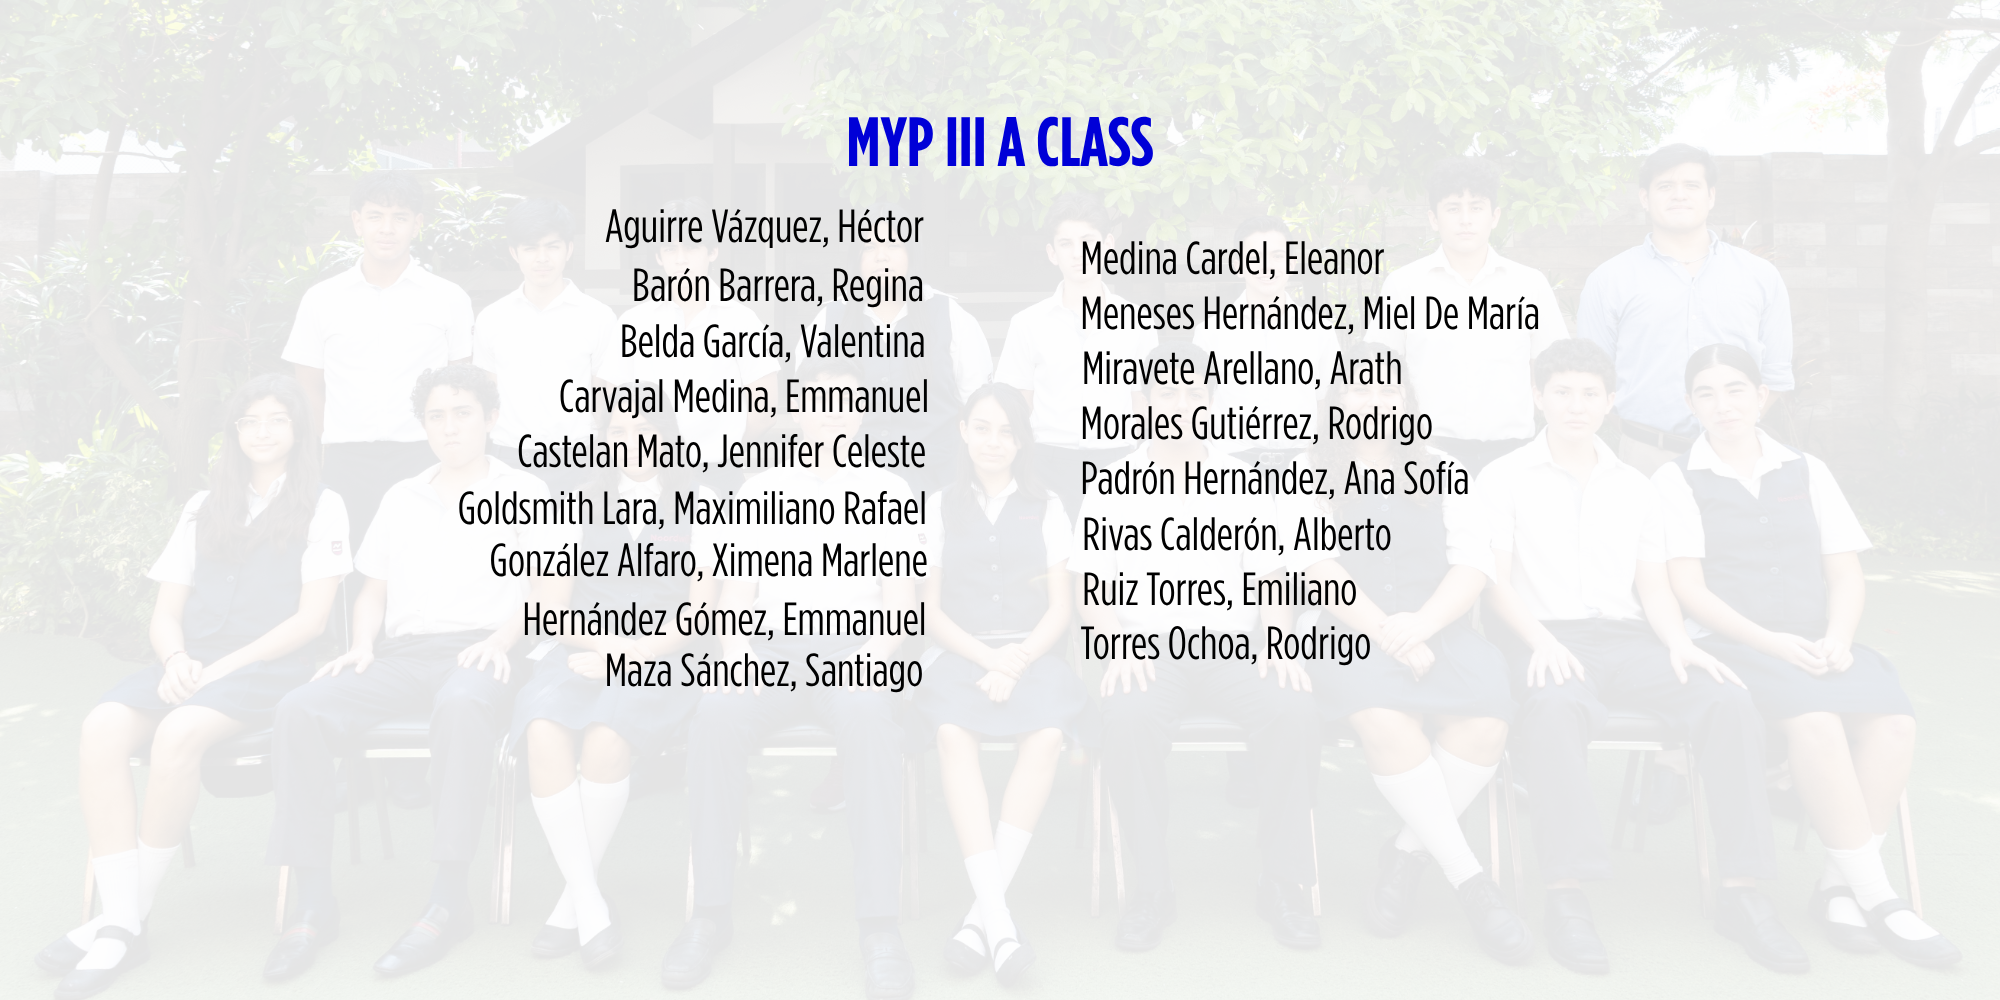 MYP III A CLASS
Aguirre Vázquez, Héctor
Barón Barrera, Regina
Belda García, Valentina
Carvajal Medina, Emmanuel
Castelan Mato, Jennifer Celeste
Goldsmith Lara, Maximiliano Rafael
González Alfaro, Ximena Marlene
Hernández Gómez, Emmanuel
Maza Sánchez, Santiago
Medina Cardel, Eleanor
Meneses Hernández, Miel De María
Miravete Arellano, Arath
Morales Gutiérrez, Rodrigo
Padrón Hernández, Ana Sofía
Rivas Calderón, Alberto
Ruiz Torres, Emiliano
Torres Ochoa, Rodrigo